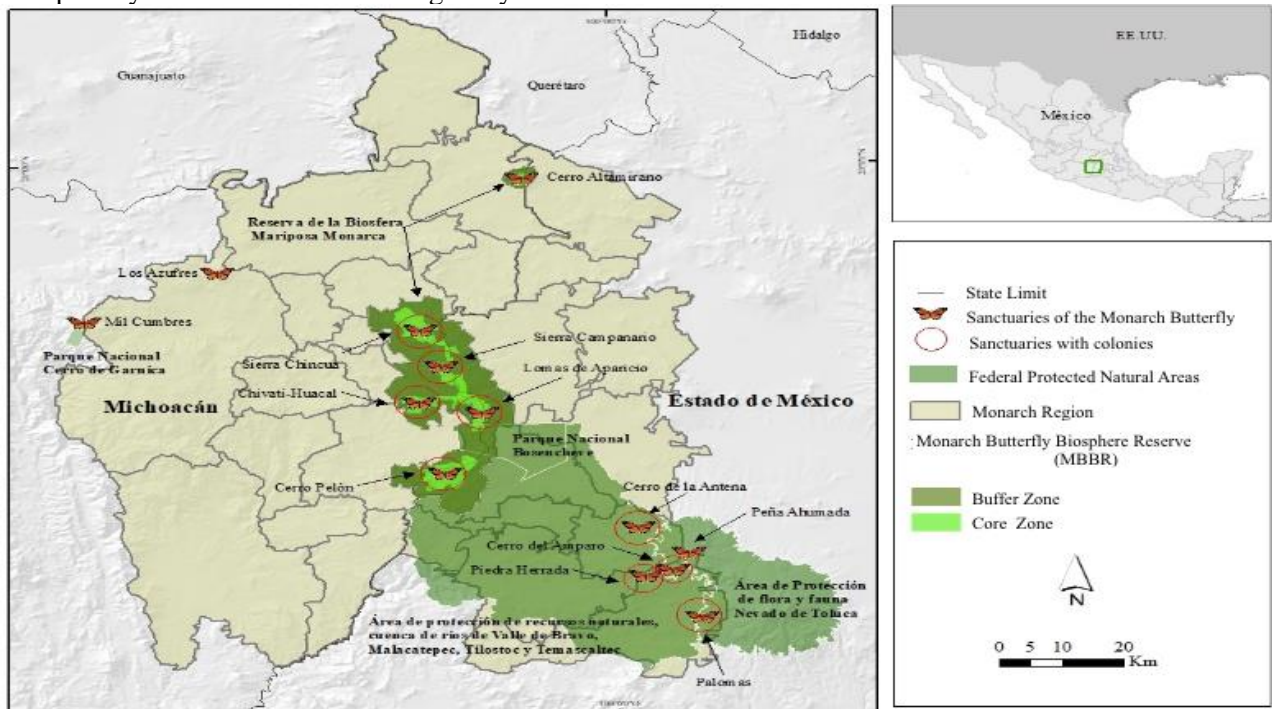 Hidalgo
Guanajuato
Querétaro
Cerro Altamirano
Reserva de la Biosfera
Mariposa Monarca
Los Azufres
Mil Cumbres
Parque Nacional
Cerro de Garnica
Sierra Campanario
Sierra Chincua
Lomas de Aparicio
Chivatí-Huacal
Michoacán
Estado de México
Parque Nacional
Bosencheve
Cerro Pelón
Cerro de la Antena
Peña Ahumada
Cerro del Amparo
Piedra Herrada
Área de Protección
de flora y fauna
Nevado de Toluca
Área de protección de recursos naturales,
cuenca de ríos de Valle de Bravo,
Malacatepec, Tilostoc y Temascaltec
Palomas
EE.UU.
México
State Limit
Sanctuaries of the Monarch Butterfly
Sanctuaries with colonies
Federal Protected Natural Areas
Monarch Region
Monarch Butterfly Biosphere Reserve
(MBBR)
Buffer Zone
Core Zone
N
0 5 10 20
Km